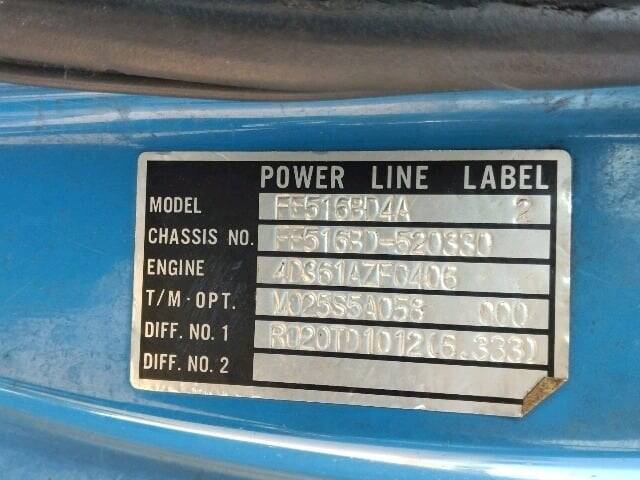 POWER LINE LABEL
MODEL FE516BD4A 2
CHASSIS NO. FE516BD-520330
ENGINE 4D361AZF0406
T/M·OPT. M025S5A058 000
DIFF. NO. 1 R020TD1012(6.333)
DIFF. NO. 2